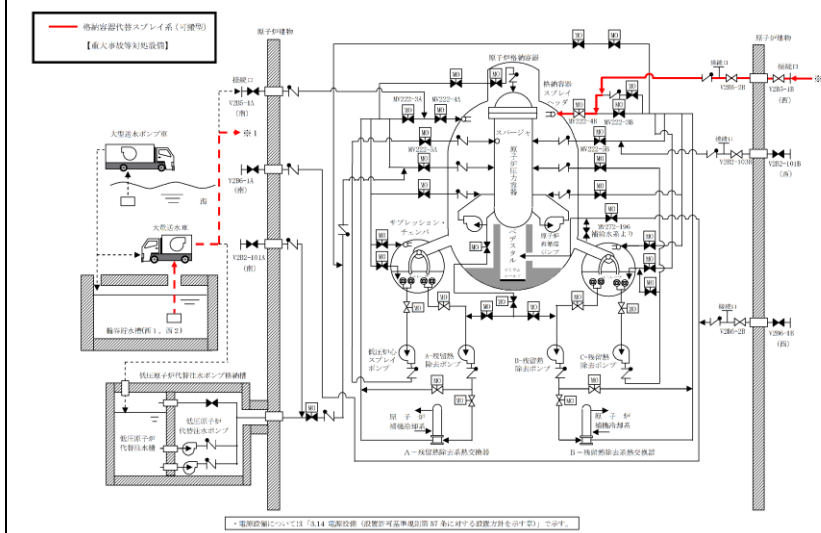 格納容器代替スプレイ系(可搬型)
【重大事故等対処設備】
原子炉建物
原子炉建物
原子炉格納容器
格納容器
スプレイ
ヘッダ
接続口
V2B5-1A
(南)
※1
大型送水ポンプ車
海
大量送水車
輪谷貯水槽(西1、西2)
V2B6-1A
(南)
V2B2-101A
(南)
MV222-3A
MV222-4A
MV222-5A
MV222-4B
MV222-3B
MV222-5B
スパージャ
原子炉圧力容器
ペデスタル
サプレッション・
チェンバ
原子炉
再循環
ポンプ
MV272-196
補給水系より
接続口
V2B5-2B
接続口
V2B5-1B
(西)
※
接続口
V2B2-103B
V2B2-101B
(西)
接続口
V2B6-2B
V2B6-1B
(西)
低圧炉心
スプレイ
ポンプ
A-残留熱
除去ポンプ
B-残留熱
除去ポンプ
C-残留熱
除去ポンプ
低圧原子炉代替注水ポンプ格納槽
低圧原子炉
代替注水槽
低圧原子炉
代替注水ポンプ
原子炉
補機冷却系
原子炉
補機冷却系
A-残留熱除去系熱交換器
B-残留熱除去系熱交換器
・電源設備については「3.14 電源設備(設置許可基準規則第57条に対する設置方針を示す章)」で示す。